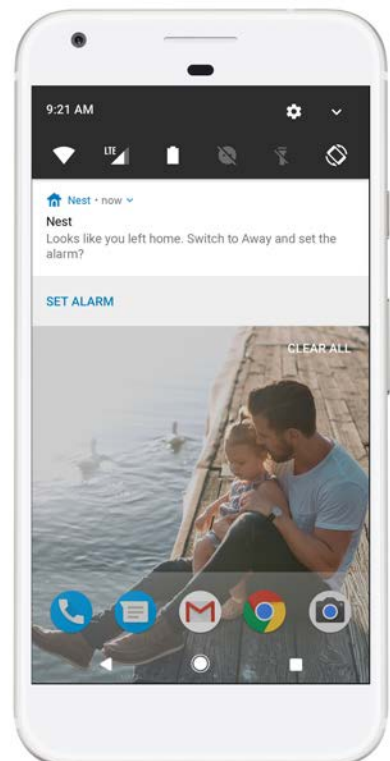 9:21 AM
LTE
Nest • now
Nest
Looks like you left home. Switch to Away and set the
alarm?
SET ALARM
CLEAR ALL